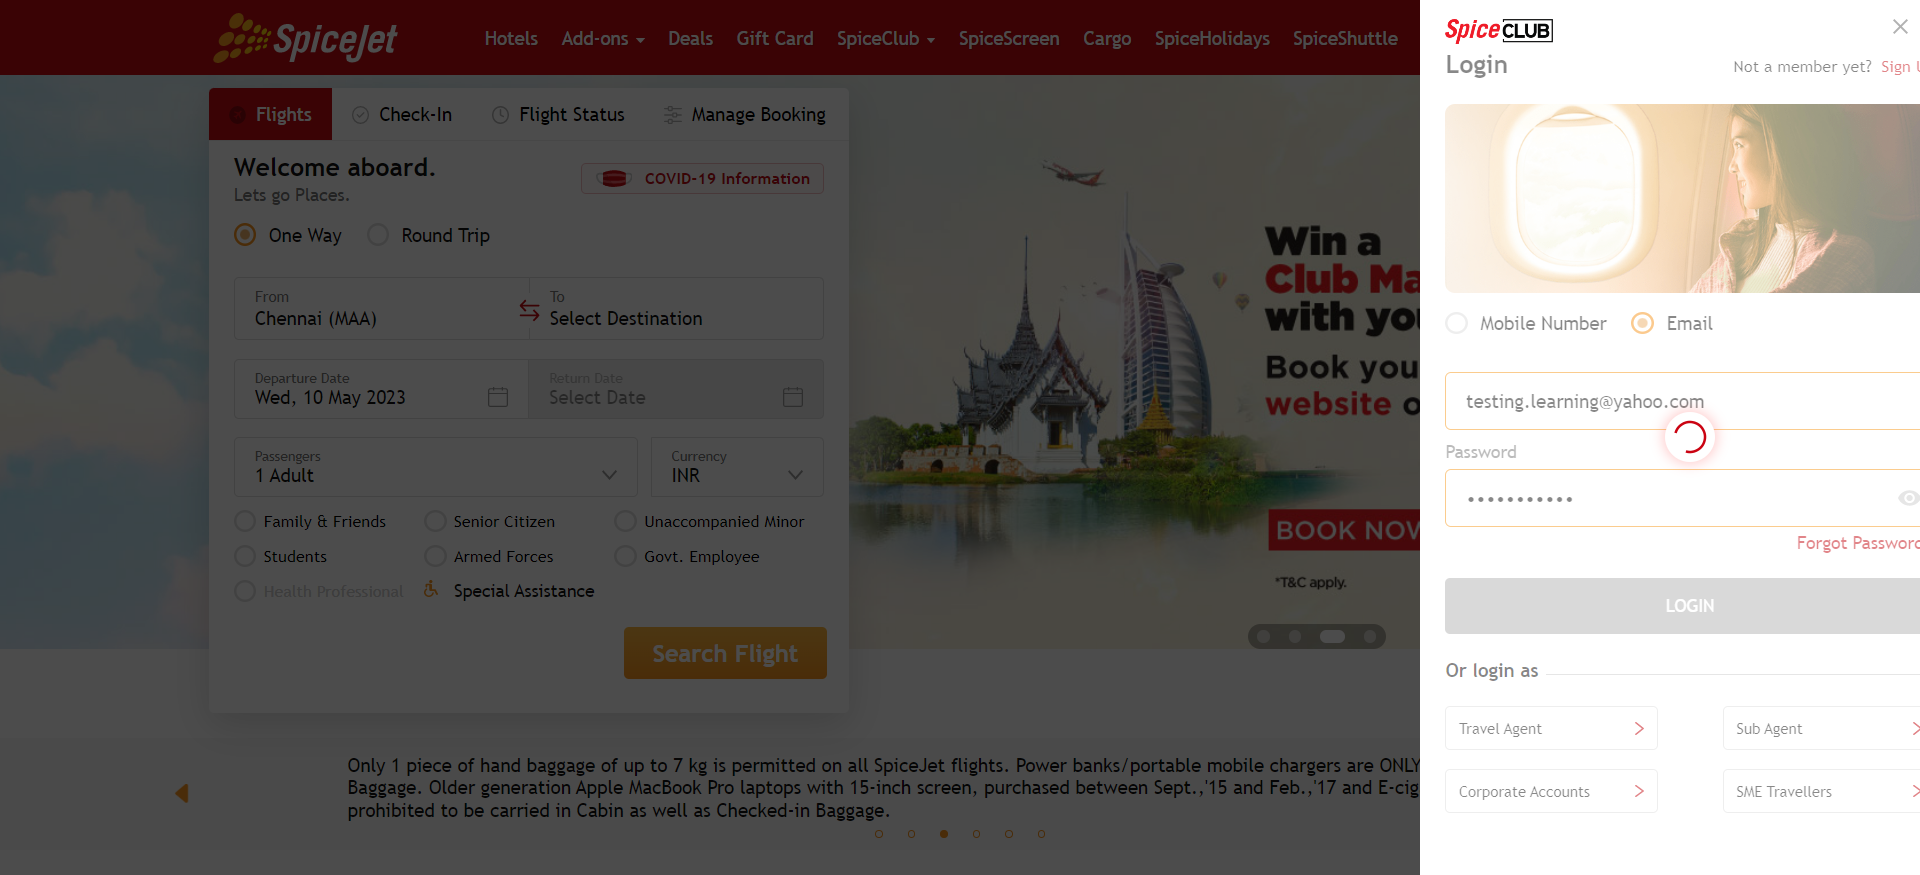 SpiceJet
Hotels Add-ons Deals Gift Card SpiceClub SpiceScreen Cargo SpiceHolidays SpiceShuttle
Flights Check-In Flight Status Manage Booking
Welcome aboard.
Lets go Places.
COVID-19 Information
One Way Round Trip
From
Chennai (MAA)
To
Select Destination
Departure Date
Wed, 10 May 2023
Return Date
Select Date
Passengers
1 Adult
Currency
INR
Family & Friends Senior Citizen Unaccompanied Minor
Students Armed Forces Govt. Employee
Health Professional Special Assistance
Search Flight
Win a
Club Ma
with you
Book you
website o
BOOK NOW
*T&C apply.
Only 1 piece of hand baggage of up to 7 kg is permitted on all SpiceJet flights. Power banks/portable mobile chargers are ONLY
Baggage. Older generation Apple MacBook Pro laptops with 15-inch screen, purchased between Sept.,'15 and Feb.,'17 and E-cig
prohibited to be carried in Cabin as well as Checked-in Baggage.
Spice CLUB
Login
Not a member yet? Sign U
Mobile Number Email
testing.learning@yahoo.com
Password
•••••••••••
Forgot Password
LOGIN
Or login as
Travel Agent Sub Agent
Corporate Accounts SME Travellers